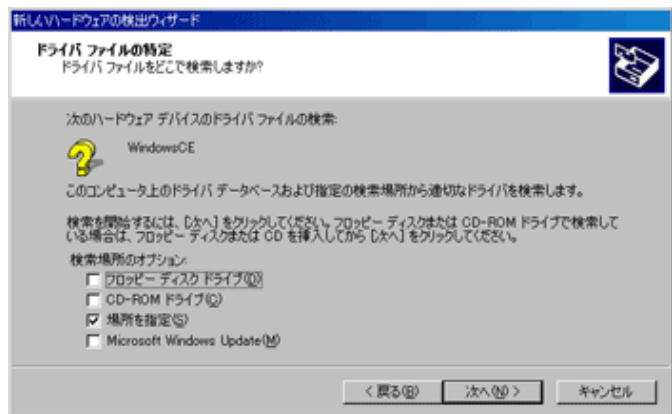 新しいハードウェアの検出ウィザード
ドライバ ファイルの特定
ドライバ ファイルをどこで検索しますか?
次のハードウェア デバイスのドライバ ファイルの検索:
WindowsCE
このコンピュータ上のドライバ データベースおよび指定の検索場所から適切なドライバを検索します。
検索を開始するには、[次へ] をクリックしてください。フロッピー ディスクまたは CD-ROM ドライブで検索して
いる場合は、フロッピー ディスクまたは CD を挿入してから [次へ] をクリックしてください。
検索場所のオプション:
フロッピー ディスク ドライブ(D)
CD-ROM ドライブ(C)
場所を指定(S)
Microsoft Windows Update(M)
< 戻る(B)
次へ(N) >
キャンセル